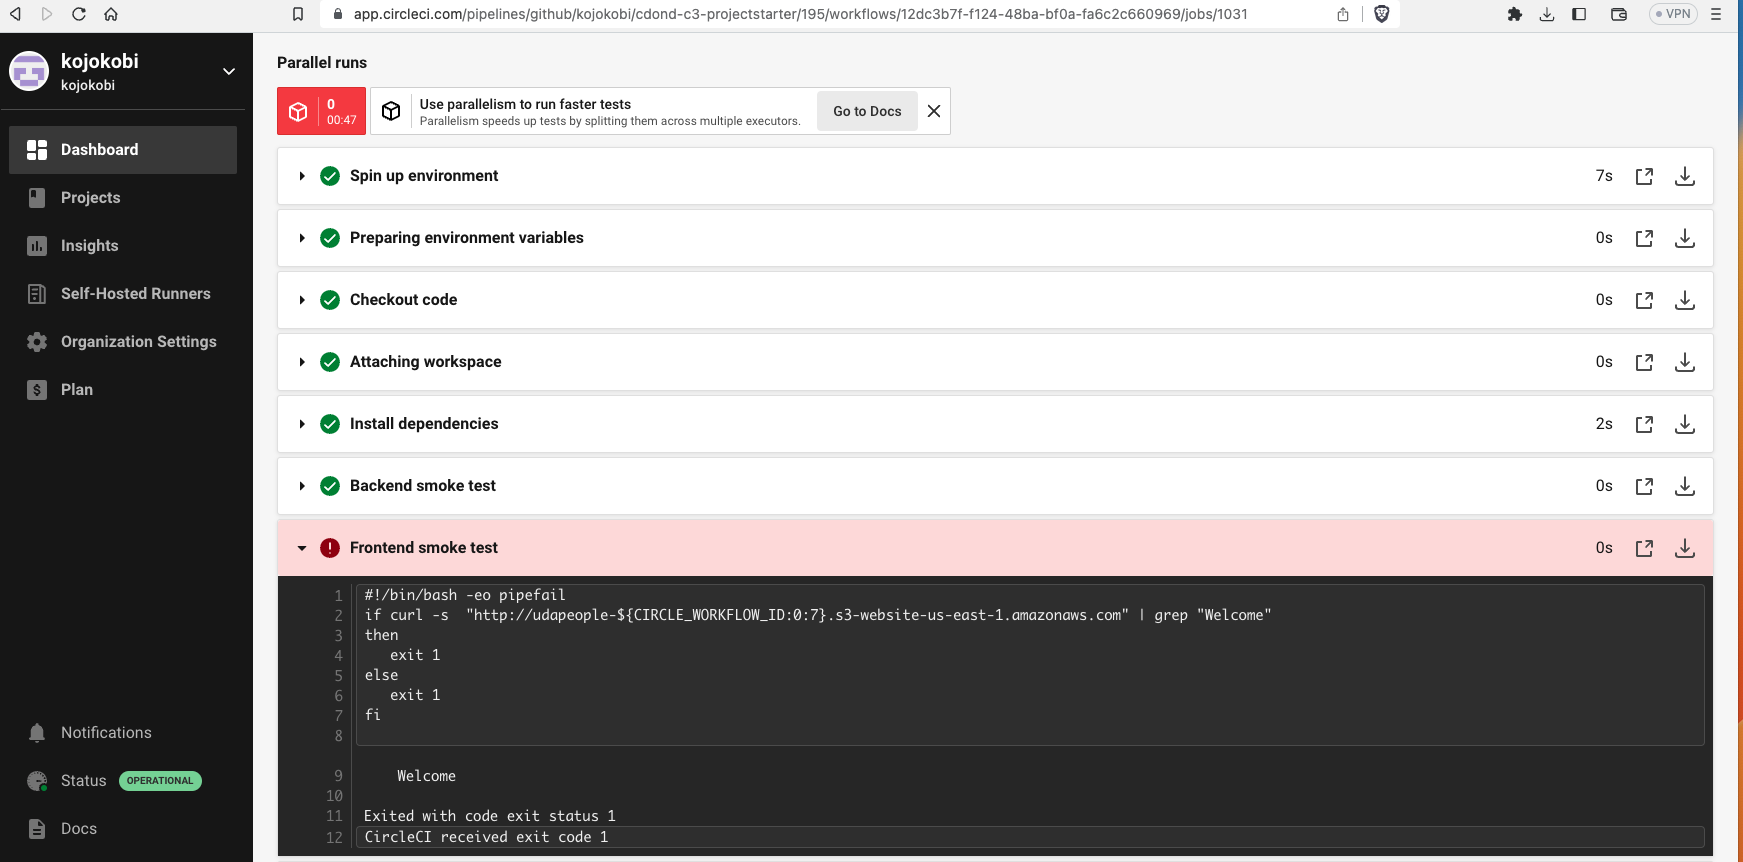 app.circleci.com/pipelines/github/kojokobi/cdond-c3-projectstarter/195/workflows/12dc3b7f-f124-48ba-bf0a-fa6c2c660969/jobs/1031
VPN
kojokobi
kojokobi
Dashboard
Projects
Insights
Self-Hosted Runners
Organization Settings
Plan
Notifications
Status OPERATIONAL
Docs
Parallel runs
0
00:47
Use parallelism to run faster tests
Parallelism speeds up tests by splitting them across multiple executors.
Go to Docs
Spin up environment 7s
Preparing environment variables 0s
Checkout code 0s
Attaching workspace 0s
Install dependencies 2s
Backend smoke test 0s
Frontend smoke test 0s
1 #!/bin/bash -eo pipefail
2 if curl -s  "http://udapeople-${CIRCLE_WORKFLOW_ID:0:7}.s3-website-us-east-1.amazonaws.com" | grep "Welcome"
3 then
4    exit 1
5 else
6    exit 1
7 fi
8
9     Welcome
10
11 Exited with code exit status 1
12 CircleCI received exit code 1